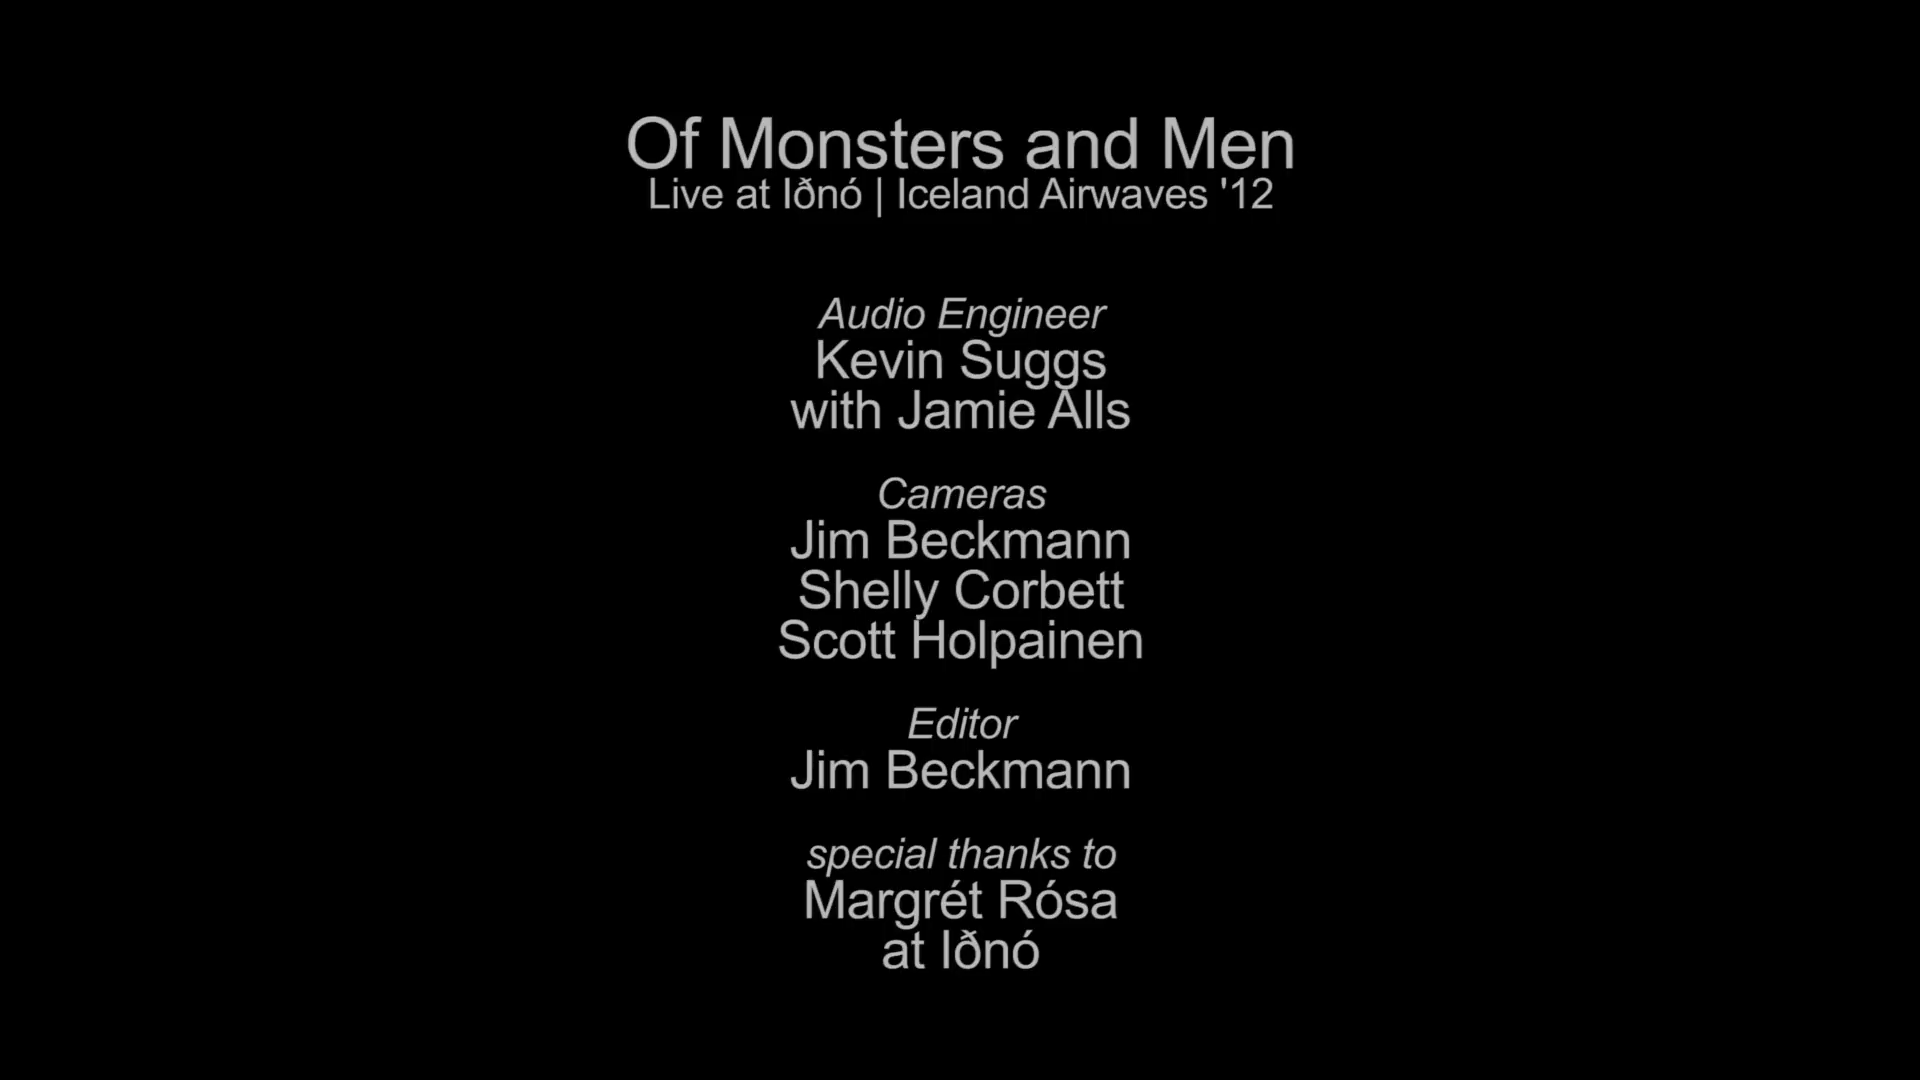 Of Monsters and Men
Live at Iðnó | Iceland Airwaves '12
Audio Engineer
Kevin Suggs
with Jamie Alls
Cameras
Jim Beckmann
Shelly Corbett
Scott Holpainen
Editor
Jim Beckmann
special thanks to
Margrét Rósa
at Iðnó